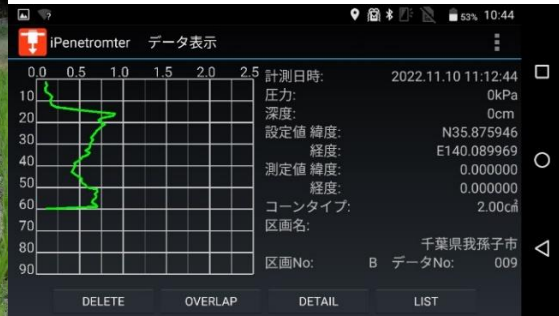 53% 10:44
iPenetromter データ表示
0.0 0.5 1.0 1.5 2.0 2.5
10
20
30
40
50
60
70
80
90
計測日時: 2022.11.10 11:12:44
圧力: 0kPa
深度: 0cm
設定値 緯度: N35.875946
経度: E140.089969
測定値 緯度: 0.000000
経度: 0.000000
コーンタイプ: 2.00cm²
区画名:
千葉県我孫子市
区画No: B データNo: 009
DELETE OVERLAP DETAIL LIST